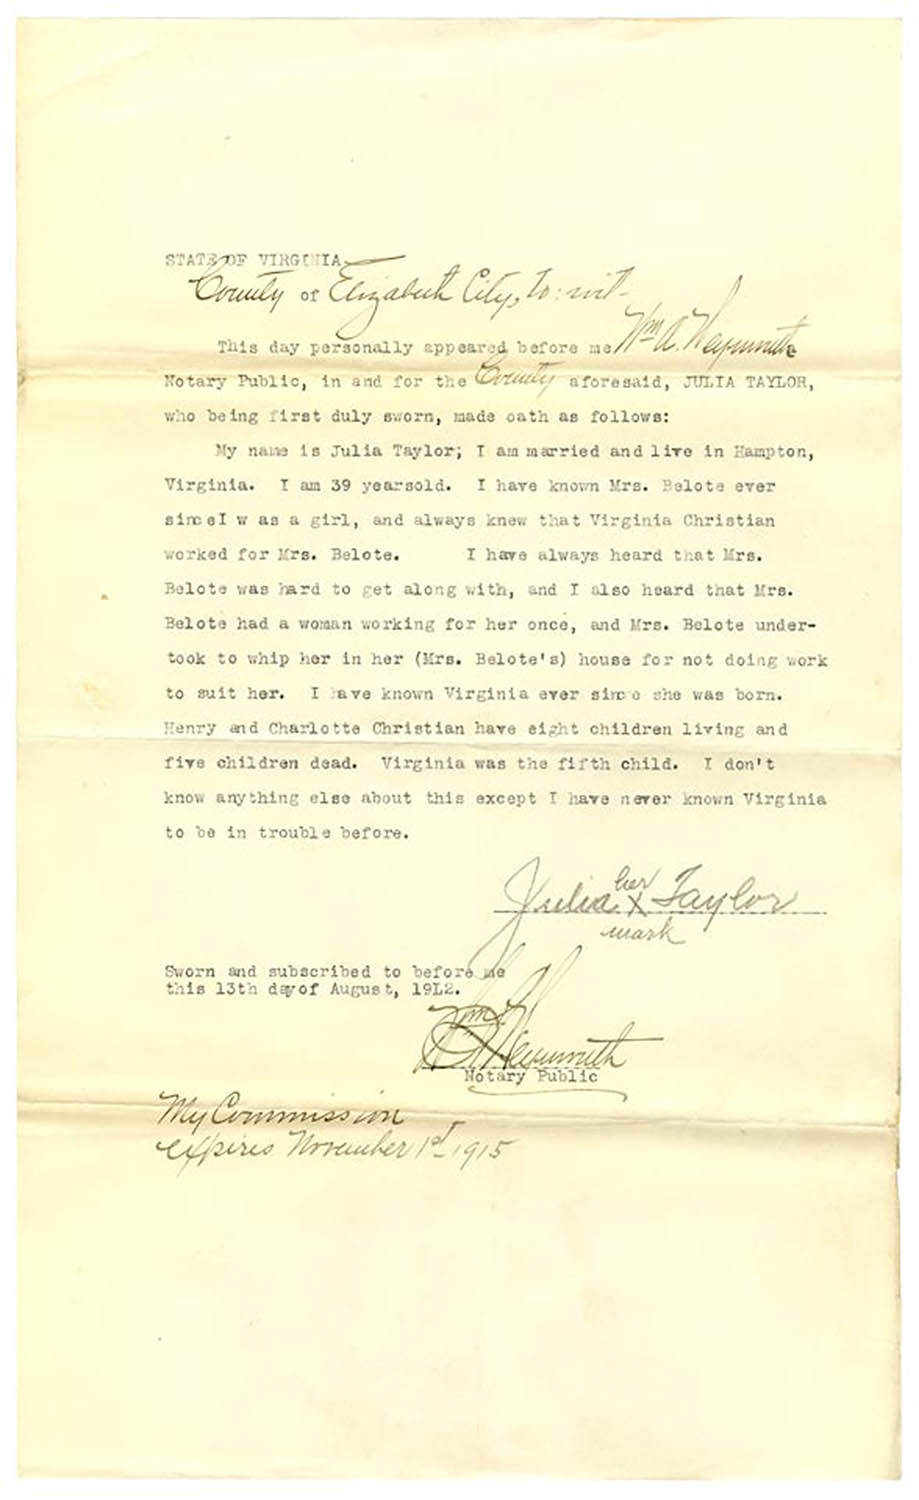 STATE OF VIRGINIA
County of Elizabeth City, to: wit-
This day personally appeared before me Wm A. Weymouth
Notary Public, in and for the County aforesaid, JULIA TAYLOR,
who being first duly sworn, made oath as follows:
My name is Julia Taylor; I am married and live in Hampton,
Virginia. I am 39 yearsold. I have known Mrs. Belote ever
sinceI w as a girl, and always knew that Virginia Christian
worked for Mrs. Belote. I have always heard that Mrs.
Belote was hard to get along with, and I also heard that Mrs.
Belote had a woman working for her once, and Mrs. Belote under-
took to whip her in her (Mrs. Belote's) house for not doing work
to suit her. I have known Virginia ever since she was born.
Henry and Charlotte Christian have eight children living and
five children dead. Virginia was the fifth child. I don't
know anything else about this except I have never known Virginia
to be in trouble before.
her
Julia X Taylor
mark
Sworn and subscribed to before me
this 13th day of August, 19L2.
Wm A Weymouth
Notary Public
My Commission
expires November 1st 1915